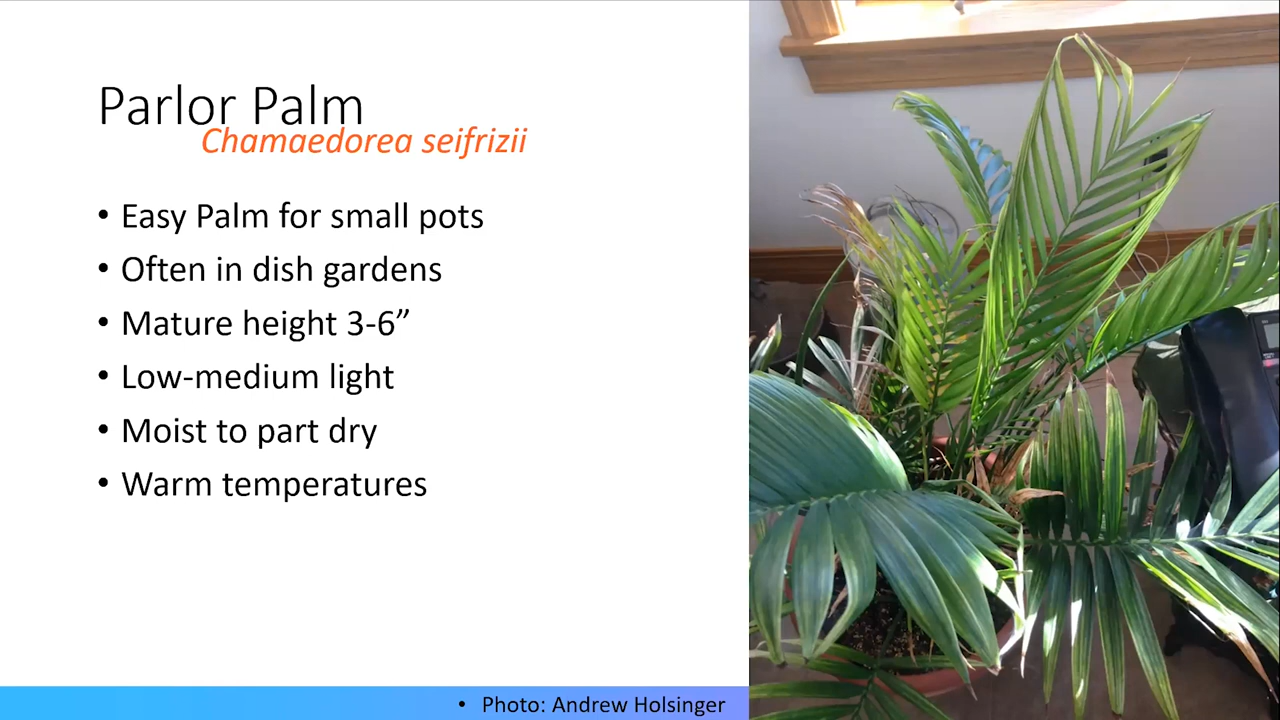 Parlor Palm
Chamaedorea seifrizii
• Easy Palm for small pots
• Often in dish gardens
• Mature height 3-6”
• Low-medium light
• Moist to part dry
• Warm temperatures
• Photo: Andrew Holsinger